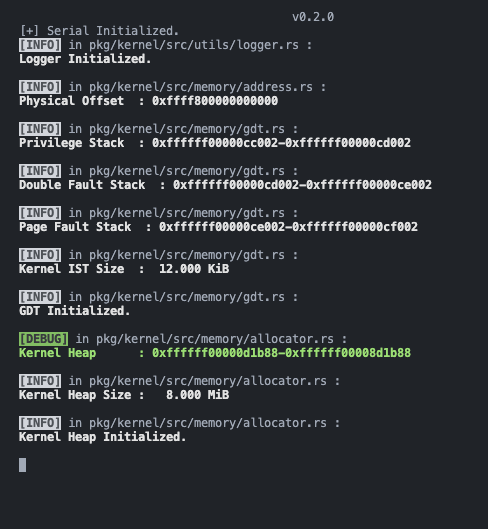 v0.2.0
[+] Serial Initialized.
[INFO] in pkg/kernel/src/utils/logger.rs :
Logger Initialized.
[INFO] in pkg/kernel/src/memory/address.rs :
Physical Offset  : 0xffff800000000000
[INFO] in pkg/kernel/src/memory/gdt.rs :
Privilege Stack  : 0xffffff00000cc002-0xffffff00000cd002
[INFO] in pkg/kernel/src/memory/gdt.rs :
Double Fault Stack  : 0xffffff00000cd002-0xffffff00000ce002
[INFO] in pkg/kernel/src/memory/gdt.rs :
Page Fault Stack  : 0xffffff00000ce002-0xffffff00000cf002
[INFO] in pkg/kernel/src/memory/gdt.rs :
Kernel IST Size  :  12.000 KiB
[INFO] in pkg/kernel/src/memory/gdt.rs :
GDT Initialized.
[DEBUG] in pkg/kernel/src/memory/allocator.rs :
Kernel Heap      : 0xffffff00000d1b88-0xffffff00008d1b88
[INFO] in pkg/kernel/src/memory/allocator.rs :
Kernel Heap Size :   8.000 MiB
[INFO] in pkg/kernel/src/memory/allocator.rs :
Kernel Heap Initialized.